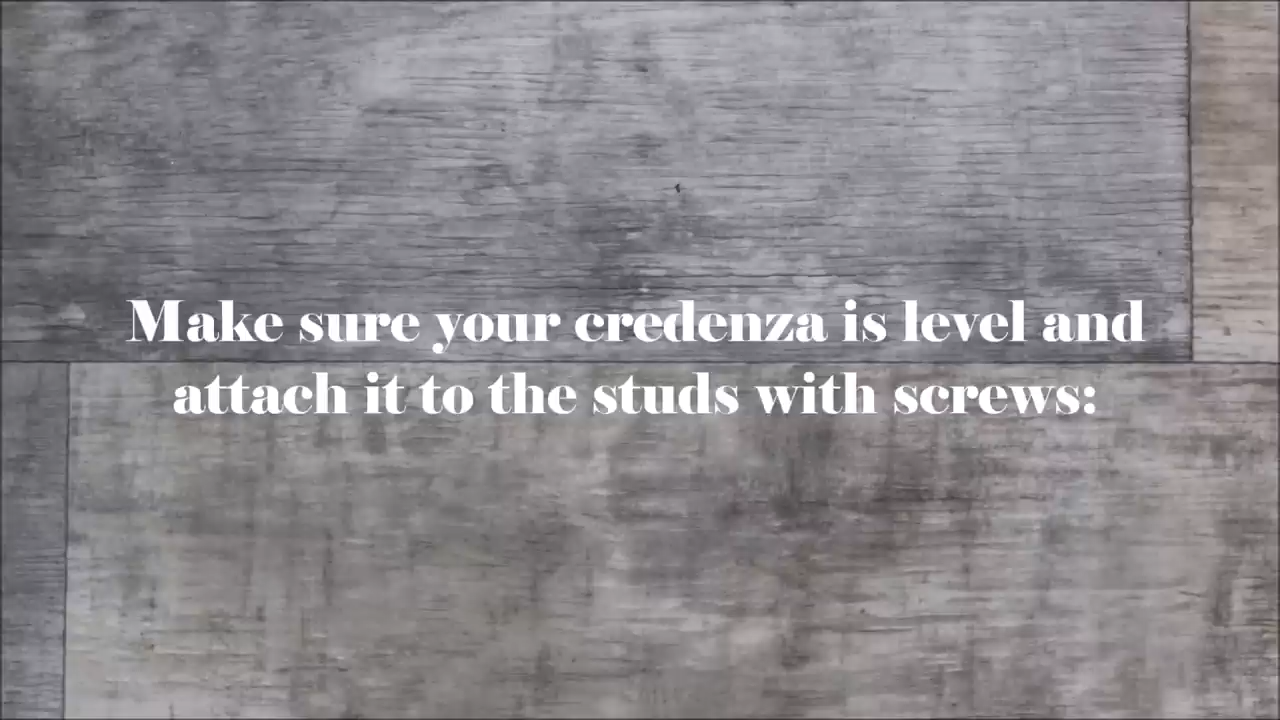 Make sure your credenza is level and
attach it to the studs with screws: